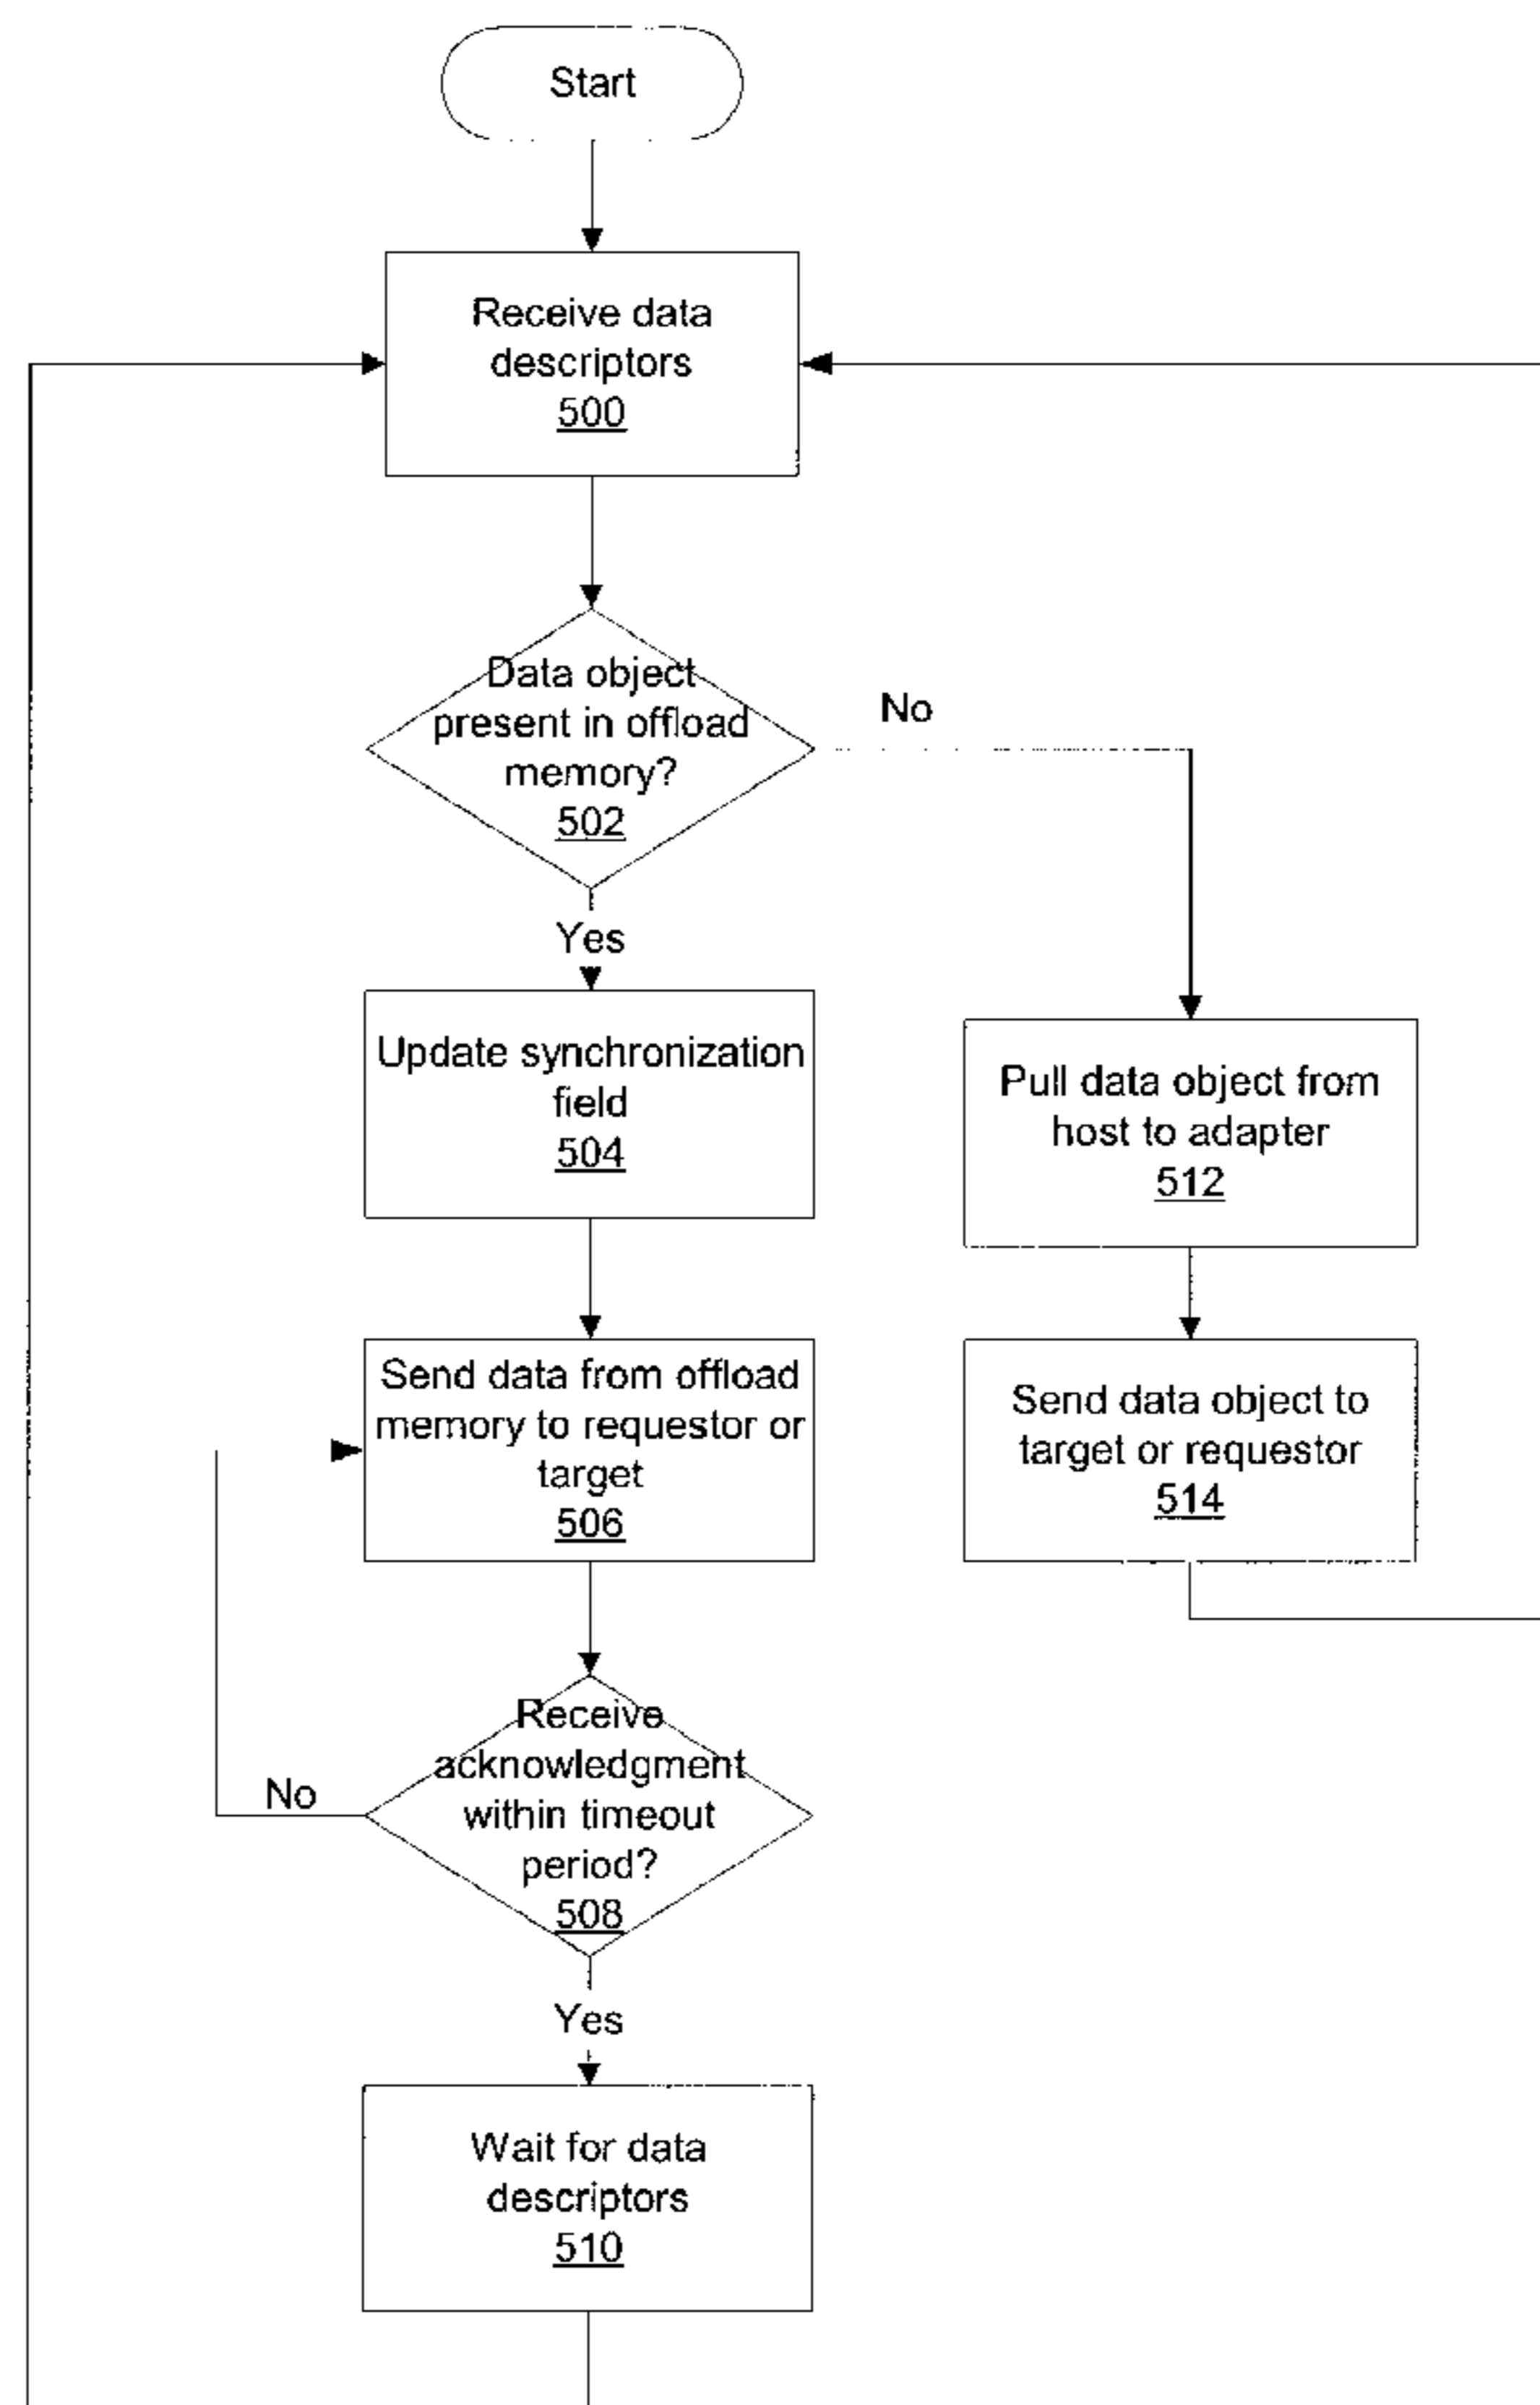 Start
Receive data
descriptors
500
Data object
present in offload
memory?
502
No
Yes
Update synchronization
field
504
Pull data object from
host to adapter
512
Send data from offload
memory to requestor or
target
506
Send data object to
target or requestor
514
Receive
acknowledgment
within timeout
period?
508
No
Yes
Wait for data
descriptors
510